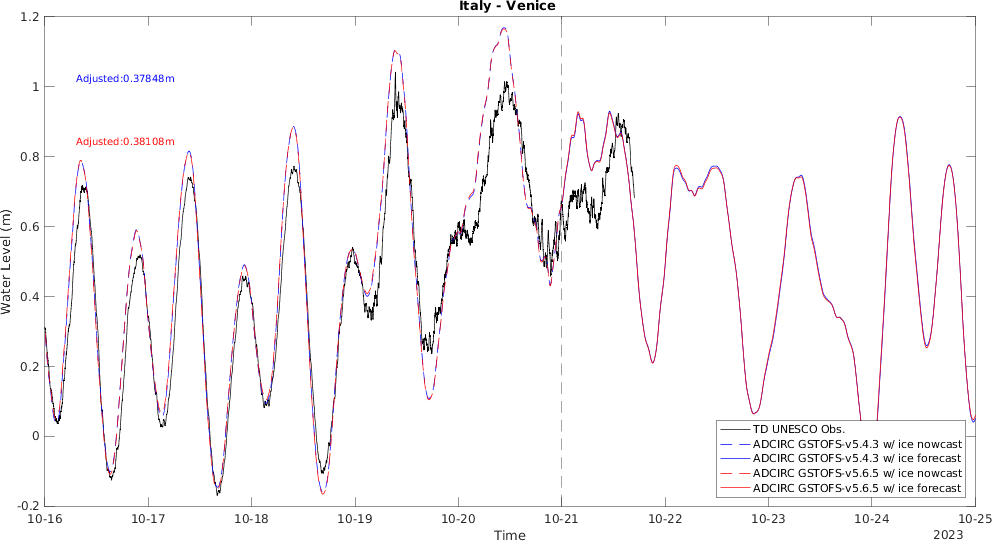 Italy - Venice
1.2
1
0.8
0.6
0.4
0.2
0
-0.2
Water Level (m)
Adjusted:0.37848m
Adjusted:0.38108m
TD UNESCO Obs.
ADCIRC GSTOFS-v5.4.3 w/ ice nowcast
ADCIRC GSTOFS-v5.4.3 w/ ice forecast
ADCIRC GSTOFS-v5.6.5 w/ ice nowcast
ADCIRC GSTOFS-v5.6.5 w/ ice forecast
10-16 10-17 10-18 10-19 10-20 10-21 10-22 10-23 10-24 10-25
Time
2023